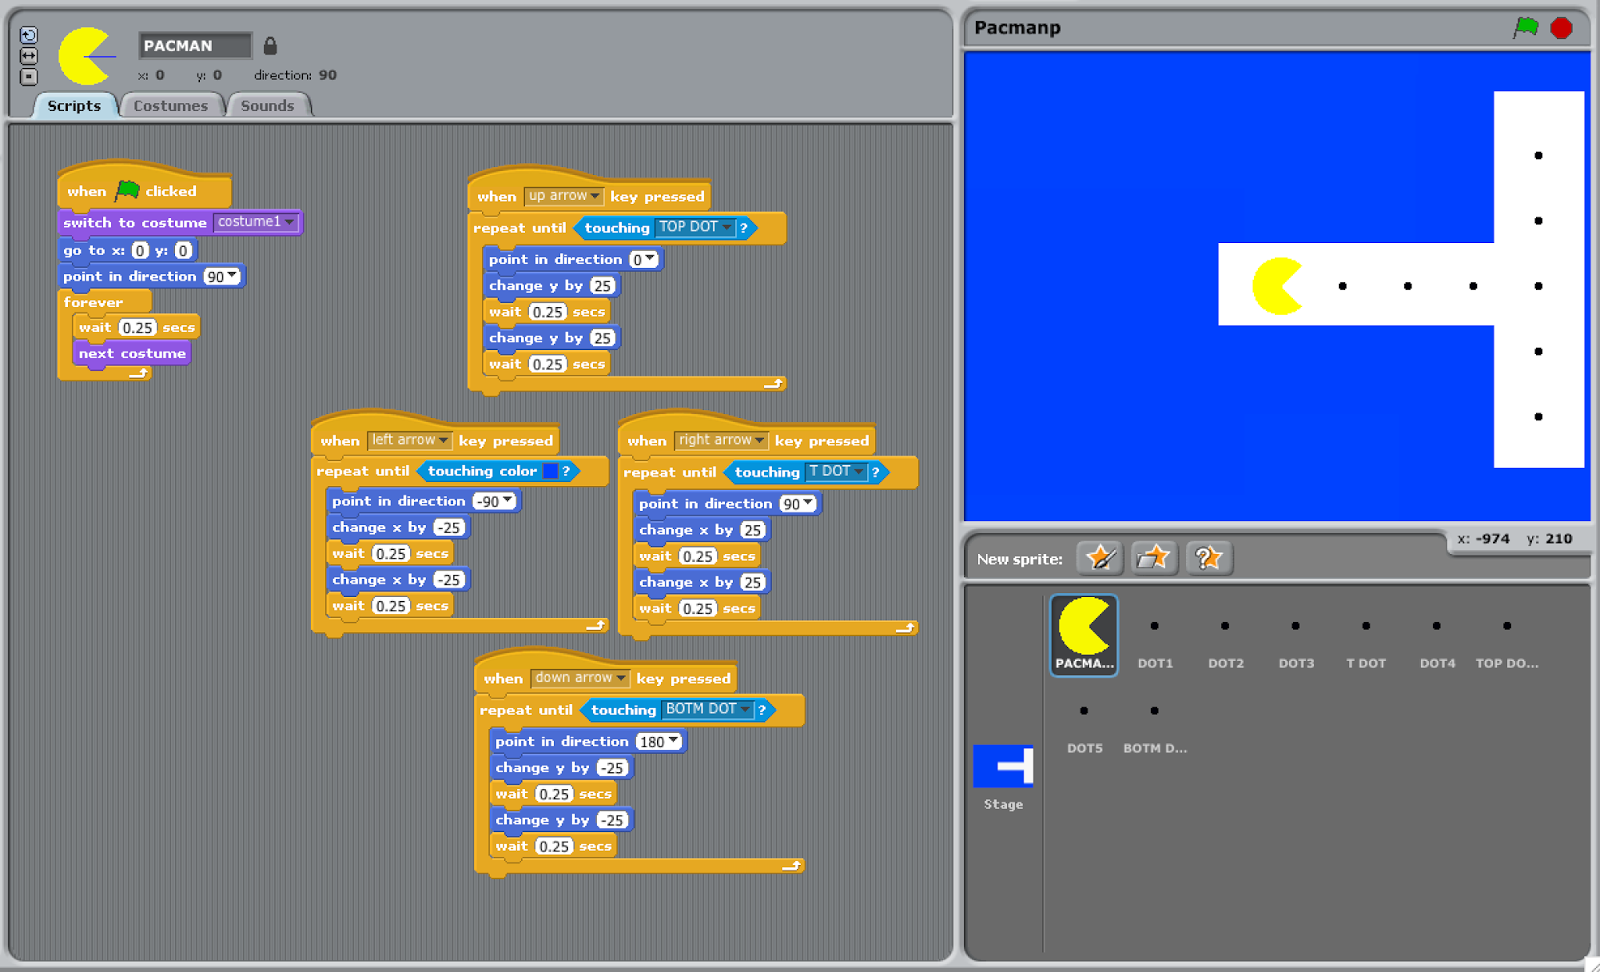 PACMAN
x: 0 y: 0 direction: 90
Scripts Costumes Sounds
when clicked
switch to costume costume1
go to x: 0 y: 0
point in direction 90
forever
wait 0.25 secs
next costume
when up arrow key pressed
repeat until touching TOP DOT ?
point in direction 0
change y by 25
wait 0.25 secs
change y by 25
wait 0.25 secs
when left arrow key pressed
repeat until touching color ?
point in direction -90
change x by -25
wait 0.25 secs
change x by -25
wait 0.25 secs
when right arrow key pressed
repeat until touching T DOT ?
point in direction 90
change x by 25
wait 0.25 secs
change x by 25
wait 0.25 secs
when down arrow key pressed
repeat until touching BOTM DOT ?
point in direction 180
change y by -25
wait 0.25 secs
change y by -25
wait 0.25 secs
Pacmanp
x: -974 y: 210
New sprite:
PACMA... DOT1 DOT2 DOT3 T DOT DOT4 TOP DO...
DOT5 BOTM D...
Stage